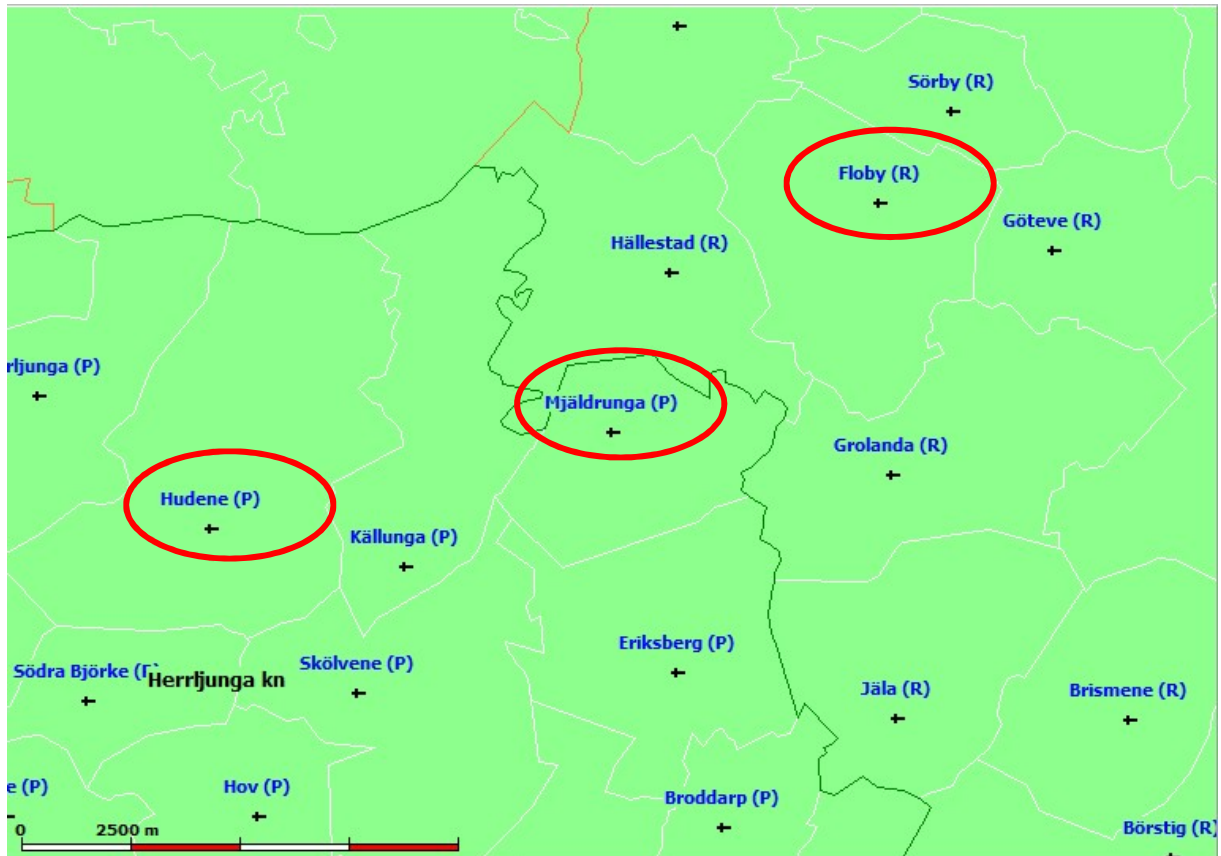 Sörby (R)
Floby (R)
Göteve (R)
Hällestad (R)
rljunga (P)
Mjäldrunga (P)
Grolanda (R)
Hudene (P)
Källunga (P)
Eriksberg (P)
Skölvene (P)
Södra Björke (
Herrljunga kn
Jäla (R)
Brismene (R)
e (P)
Hov (P)
Broddarp (P)
Börstig (R)
0 2500 m